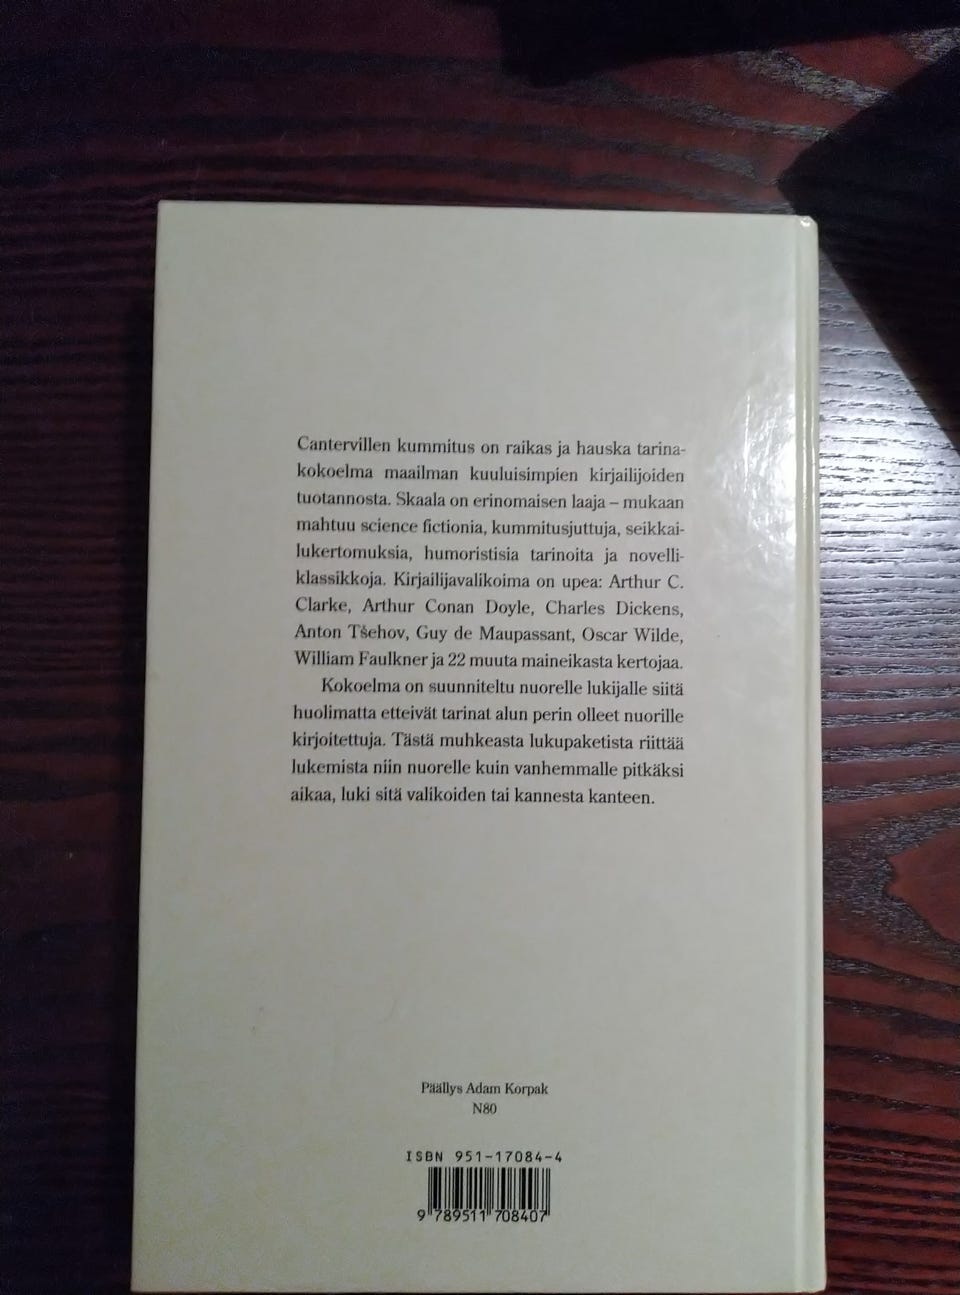 Cantervillen kummitus on raikas ja hauska tarina-
kokoelma maailman kuuluisimpien kirjailijoiden
tuotannosta. Skaala on erinomaisen laaja – mukaan
mahtuu science fictionia, kummitusjuttuja, seikkai-
lukertomuksia, humoristisia tarinoita ja novelli-
klassikkoja. Kirjailijavalikoima on upea: Arthur C.
Clarke, Arthur Conan Doyle, Charles Dickens,
Anton Tšehov, Guy de Maupassant, Oscar Wilde,
William Faulkner ja 22 muuta maineikasta kertojaa.
Kokoelma on suunniteltu nuorelle lukijalle siitä
huolimatta etteivät tarinat alun perin olleet nuorille
kirjoitettuja. Tästä muhkeasta lukupaketista riittää
lukemista niin nuorelle kuin vanhemmalle pitkäksi
aikaa, luki sitä valikoiden tai kannesta kanteen.
Päällys Adam Korpak
N80
ISBN 951-17084-4
9 789511 708407